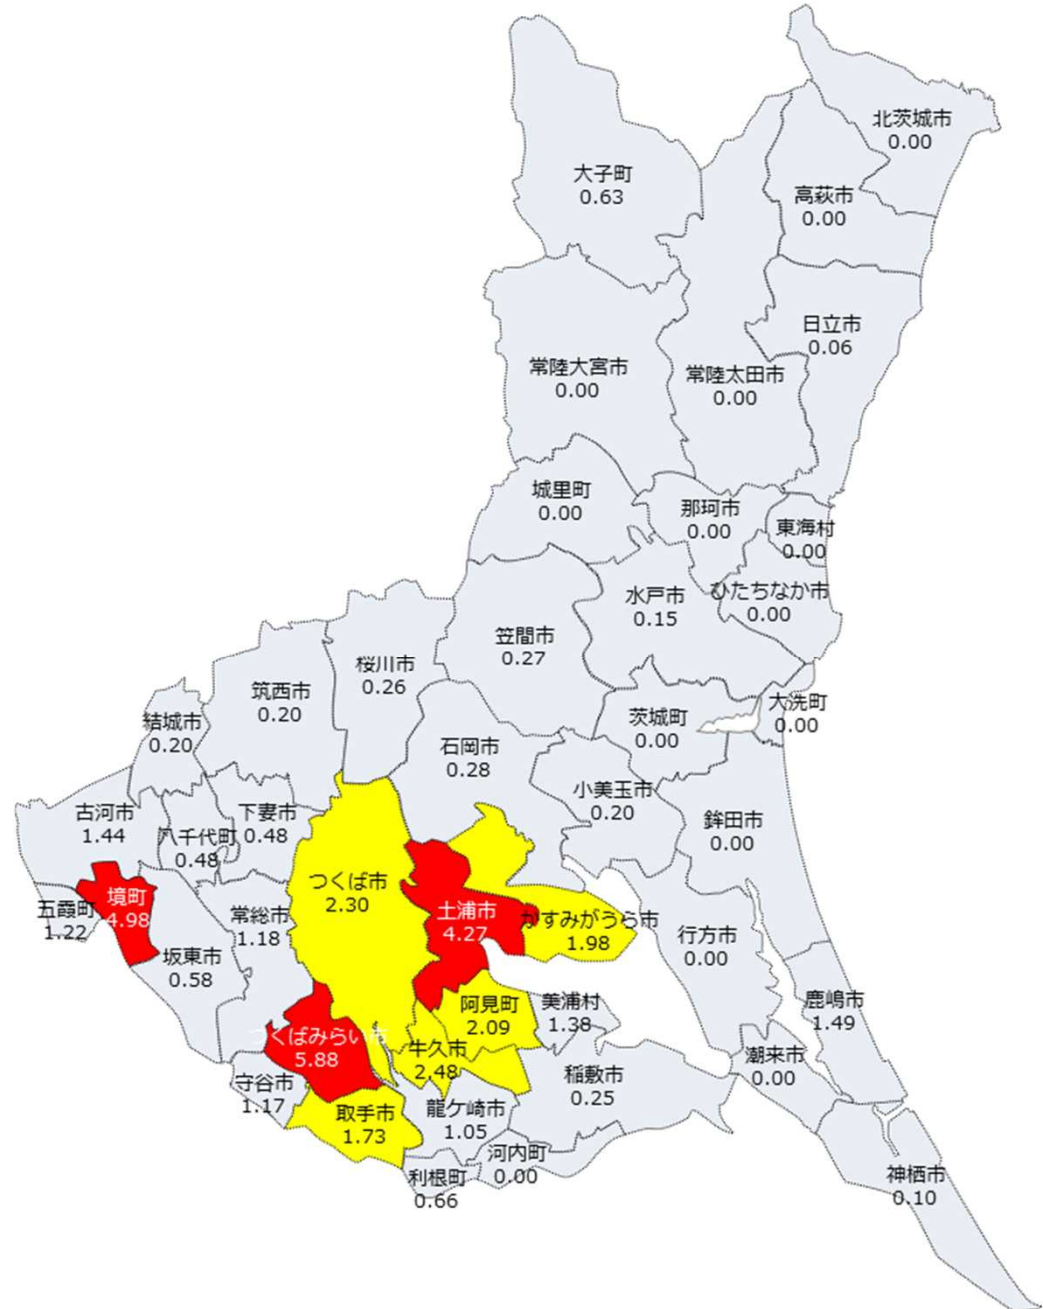 北茨城市
0.00
大子町
0.63
高萩市
0.00
日立市
0.06
常陸大宮市
0.00
常陸太田市
0.00
城里町
0.00
那珂市
0.00
東海村
0.00
水戸市
0.15
ひたちなか市
0.00
笠間市
0.27
桜川市
0.26
筑西市
0.20
結城市
0.20
茨城町
0.00
大洗町
0.00
石岡市
0.28
小美玉市
0.20
鉾田市
0.00
古河市
1.44
八千代町
0.48
下妻市
0.48
つくば市
2.30
境町
4.98
五霞町
1.22
常総市
1.18
土浦市
4.27
かすみがうら市
1.98
行方市
0.00
坂東市
0.58
阿見町
2.09
美浦村
1.38
鹿嶋市
1.49
つくばみらい市
5.88
牛久市
2.48
潮来市
0.00
守谷市
1.17
稲敷市
0.25
取手市
1.73
龍ケ崎市
1.05
河内町
0.00
利根町
0.66
神栖市
0.10